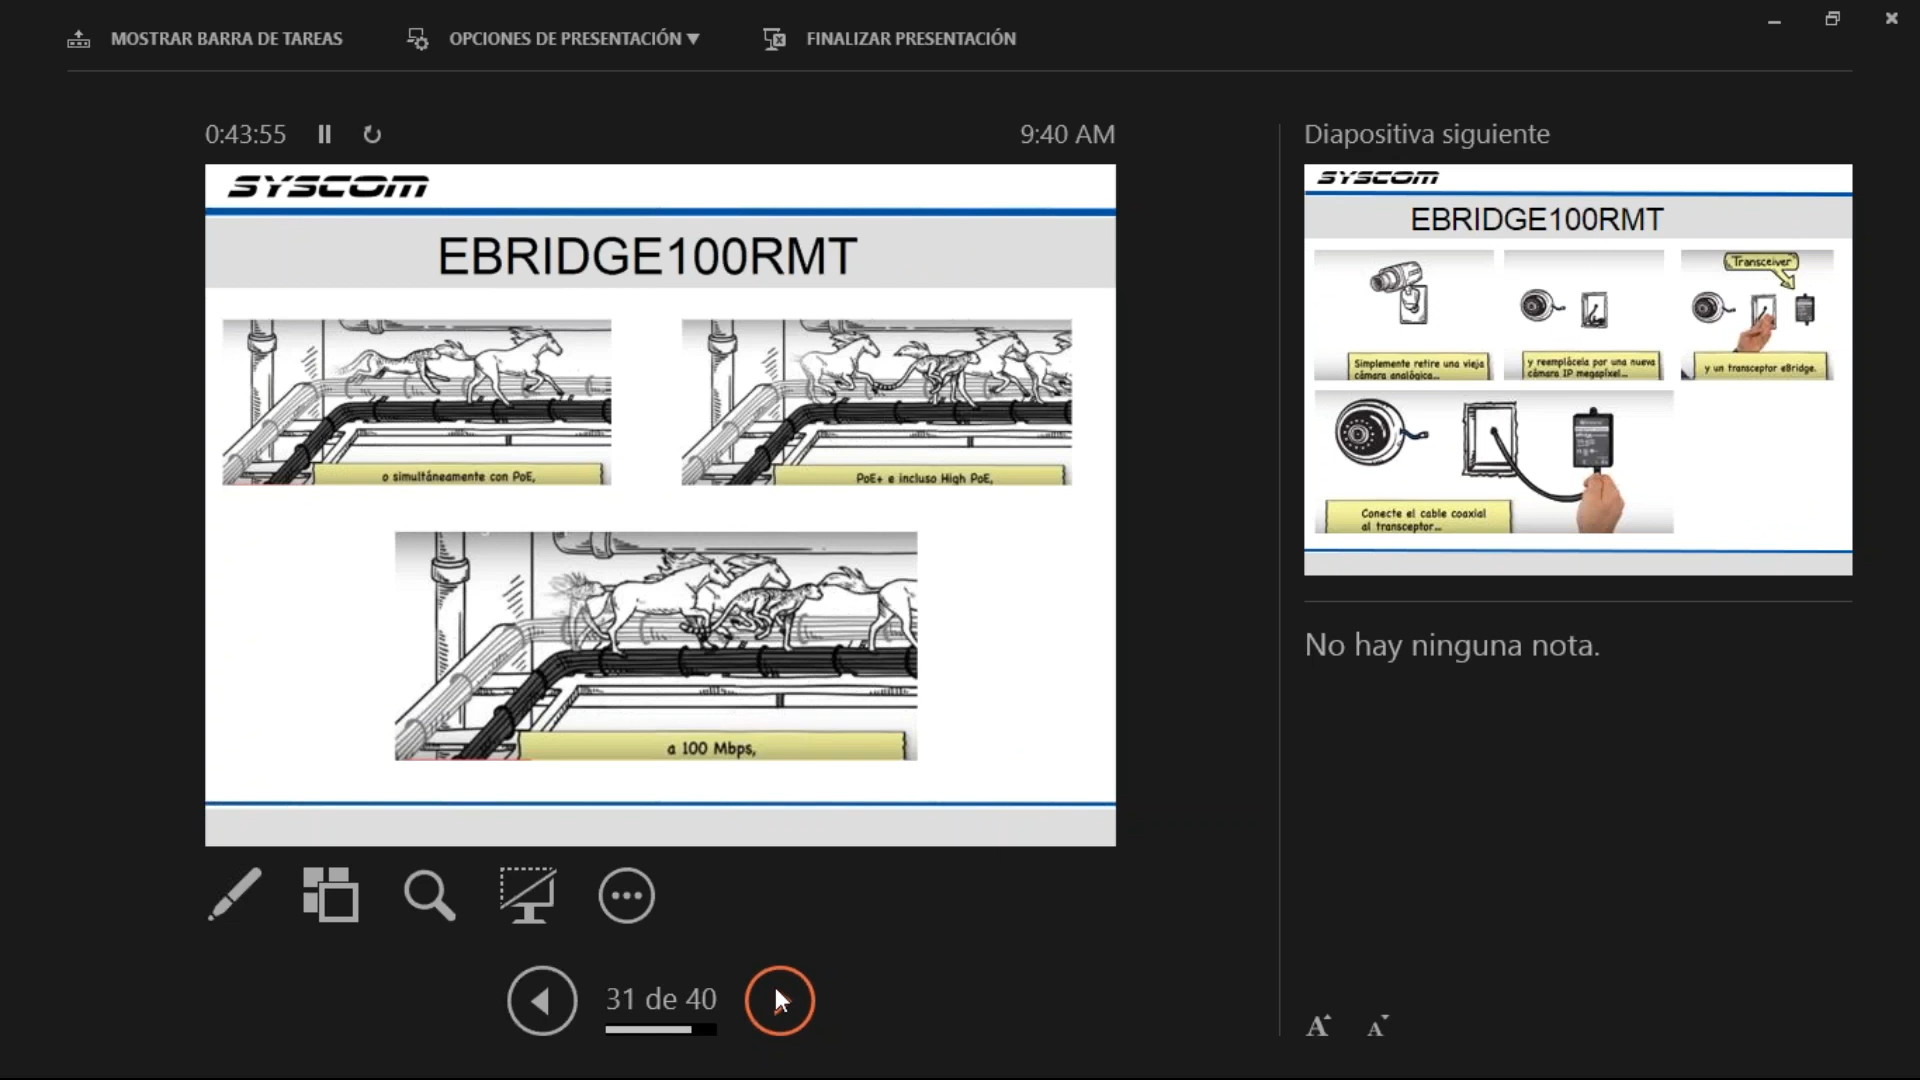 MOSTRAR BARRA DE TAREAS
OPCIONES DE PRESENTACIÓN
FINALIZAR PRESENTACIÓN
0:43:55
9:40 AM
SYSCOM
EBRIDGE100RMT
o simultáneamente con PoE,
PoE+ e incluso High PoE,
a 100 Mbps,
31 de 40
Diapositiva siguiente
SYSCOM
EBRIDGE100RMT
Simplemente retire una vieja
cámara analógica...
y reemplácela por una nueva
cámara IP megapixel...
Transceiver
y un transceptor eBridge.
Conecte el cable coaxial
al transceptor...
No hay ninguna nota.
A
A